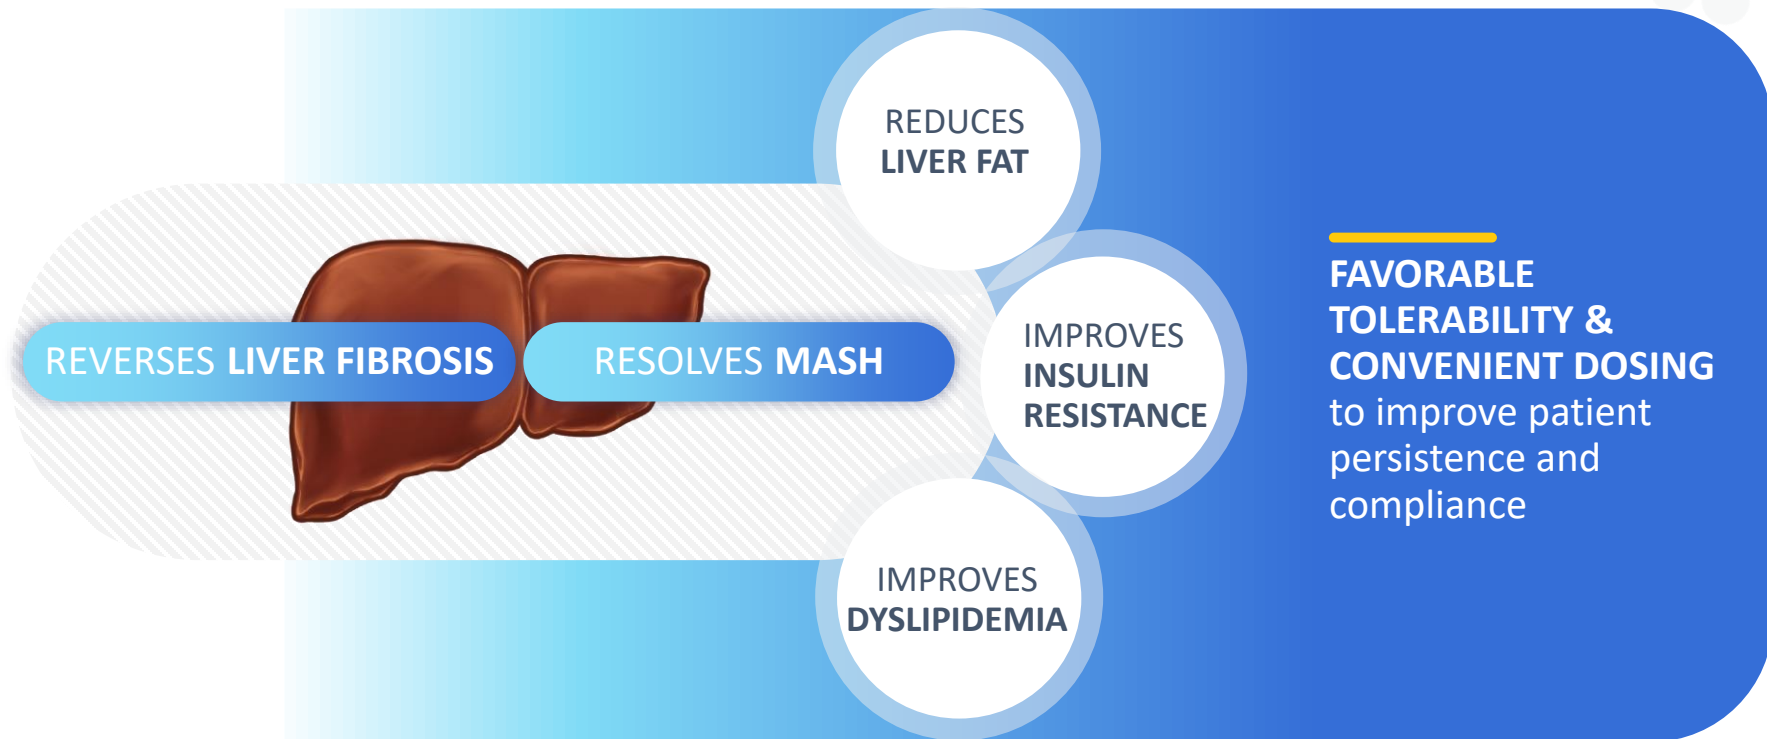 REVERSES LIVER FIBROSIS
RESOLVES MASH
REDUCES
LIVER FAT
IMPROVES
INSULIN
RESISTANCE
IMPROVES
DYSLIPIDEMIA
FAVORABLE
TOLERABILITY &
CONVENIENT DOSING
to improve patient
persistence and
compliance